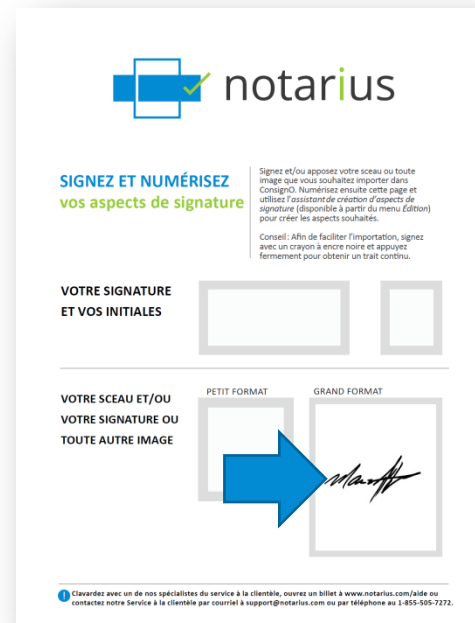 notarius
SIGNEZ ET NUMÉRISEZ
vos aspects de signature
Signez et/ou apposez votre sceau ou toute
image que vous souhaitez importer dans
ConsignO. Numérisez ensuite cette page et
utilisez l'assistant de création d'aspects de
signature (disponible à partir du menu Édition)
pour créer les aspects souhaités.
Conseil : Afin de faciliter l'importation, signez
avec un crayon à encre noire et appuyez
fermement pour obtenir un trait continu.
VOTRE SIGNATURE
ET VOS INITIALES
VOTRE SCEAU ET/OU
VOTRE SIGNATURE OU
TOUTE AUTRE IMAGE
PETIT FORMAT
GRAND FORMAT
! Clavardez avec un de nos spécialistes du service à la clientèle, ouvrez un billet à www.notarius.com/aide ou
contactez notre Service à la clientèle par courriel à support@notarius.com ou par téléphone au 1-855-505-7272.